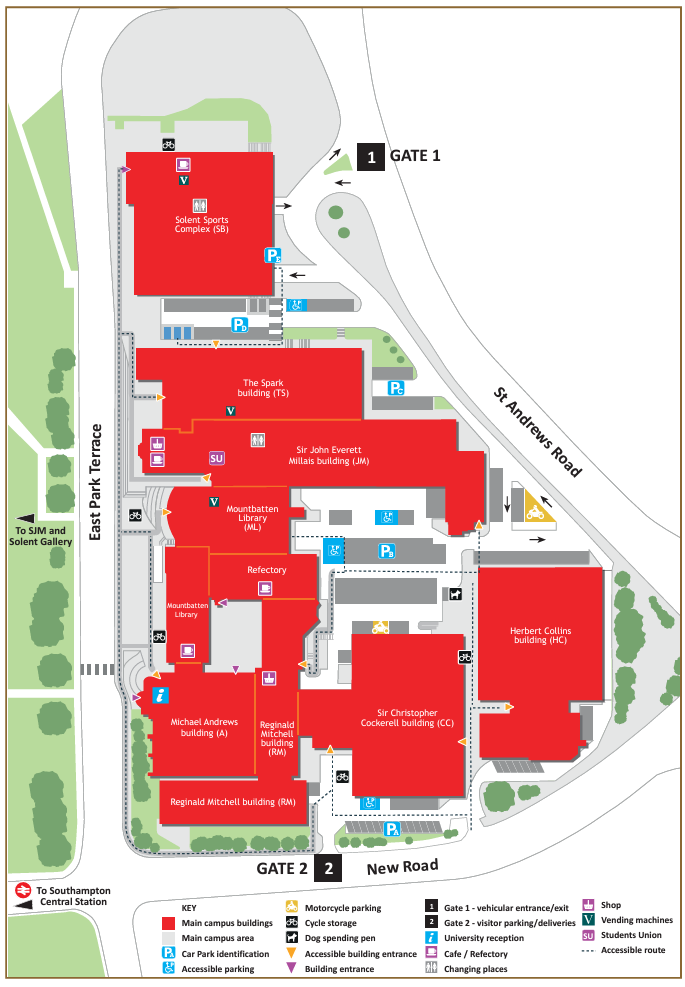 1 GATE 1
V
Solent Sports
Complex (SB)
PE
PD
The Spark
building (TS)
PC
V
St Andrews Road
East Park Terrace
SU
Sir John Everett
Millais building (JM)
V
Mountbatten
Library
(ML)
To SJM and
Solent Gallery
PB
Refectory
Mountbatten
Library
Herbert Collins
building (HC)
i
Michael Andrews
building (A)
Reginald
Mitchell
building
(RM)
Sir Christopher
Cockerell building (CC)
Reginald Mitchell building (RM)
PA
GATE 2 2
New Road
To Southampton
Central Station
KEY
Main campus buildings
Main campus area
PA Car Park identification
Accessible parking
Motorcycle parking
Cycle storage
Dog spending pen
Accessible building entrance
Building entrance
1 Gate 1 - vehicular entrance/exit
2 Gate 2 - visitor parking/deliveries
i University reception
Cafe / Refectory
Changing places
Shop
V Vending machines
SU Students Union
Accessible route